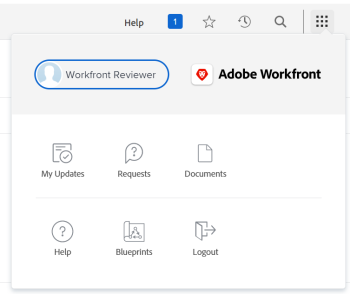 Help 1
Workfront Reviewer Adobe Workfront
My Updates Requests Documents
Help Blueprints Logout